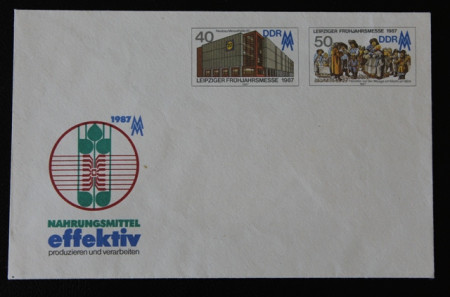 40
DDR
LEIPZIGER FRÜHJAHRSMESSE 1987
LEIPZIGER FRÜHJAHRSMESSE 1987
50
DDR
1987
NAHRUNGSMITTEL
effektiv
produzieren und verarbeiten